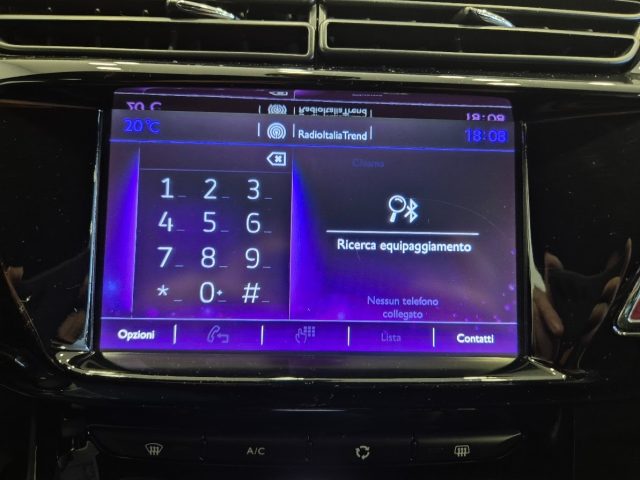 20°C RadioItaliaTrend 18:08
Chiama
1 2 3
4 5 6
7 8 9
* 0+ #
Ricerca equipaggiamento
Nessun telefono
collegato
Opzioni Lista Contatti
A/C